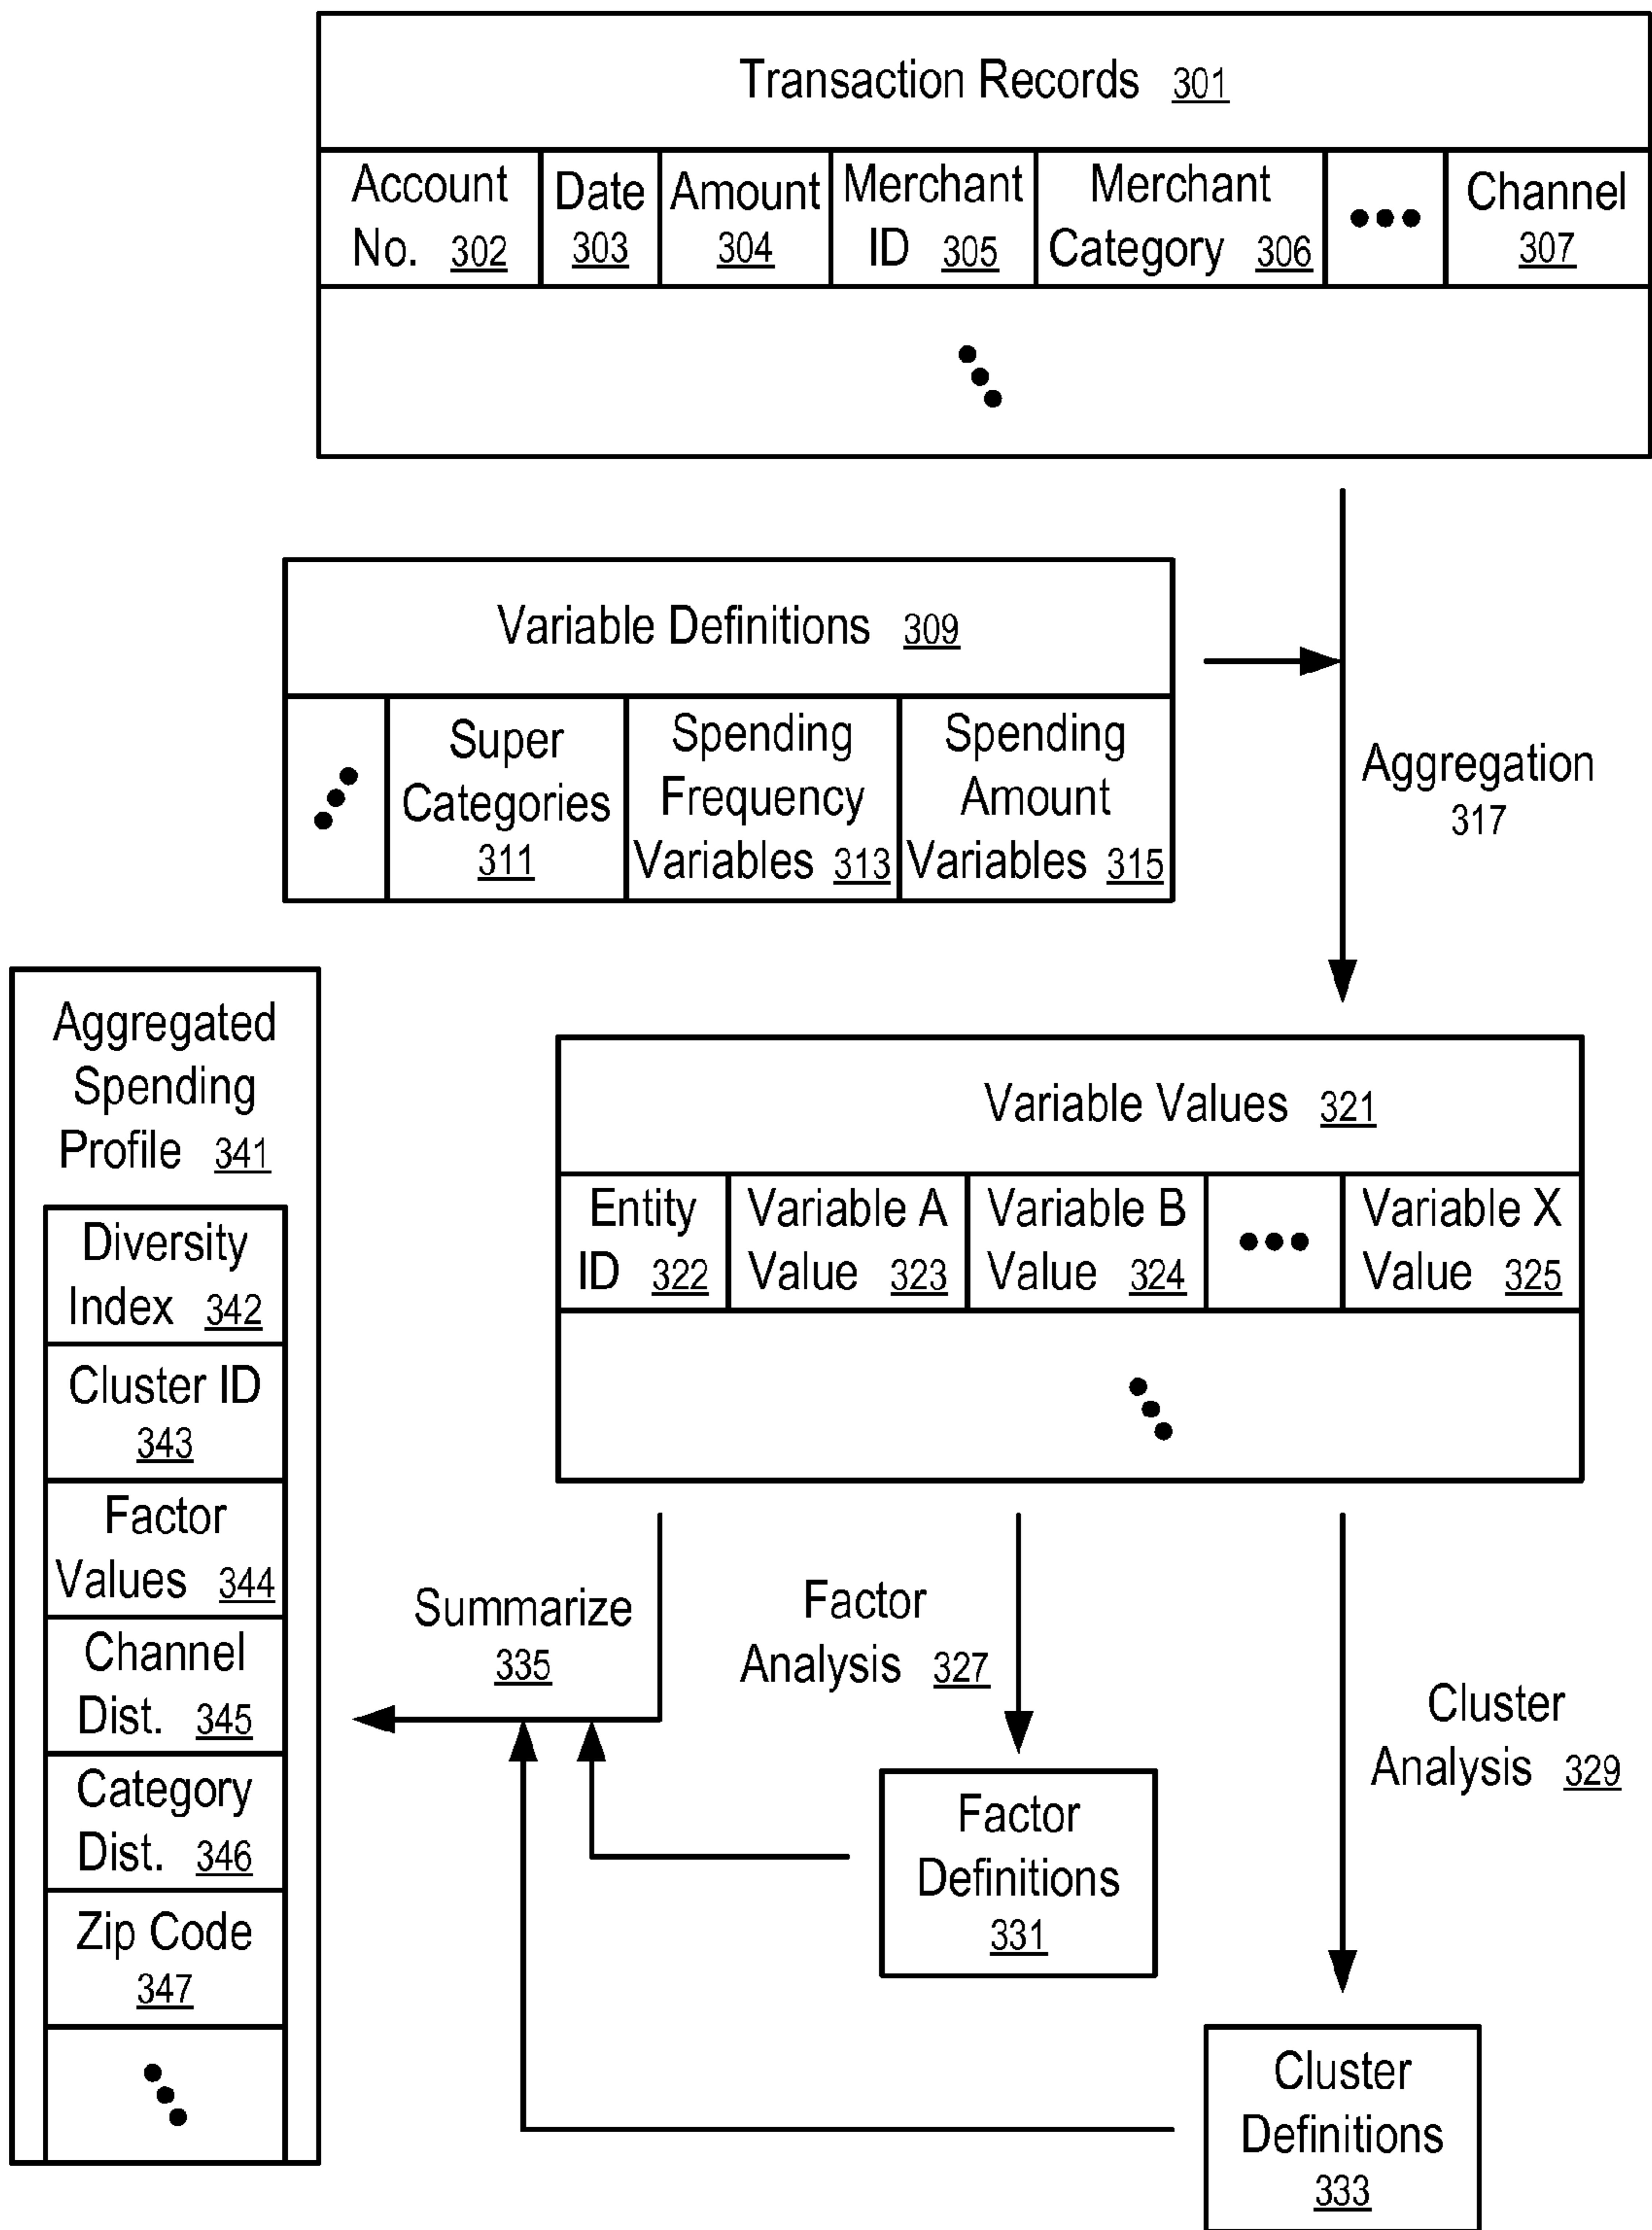 Transaction Records 301
Account No. 302
Date 303
Amount 304
Merchant ID 305
Merchant Category 306
Channel 307
Variable Definitions 309
Super Categories 311
Spending Frequency Variables 313
Spending Amount Variables 315
Aggregation 317
Aggregated Spending Profile 341
Diversity Index 342
Cluster ID 343
Factor Values 344
Channel Dist. 345
Category Dist. 346
Zip Code 347
Variable Values 321
Entity ID 322
Variable A Value 323
Variable B Value 324
Variable X Value 325
Summarize 335
Factor Analysis 327
Cluster Analysis 329
Factor Definitions 331
Cluster Definitions 333